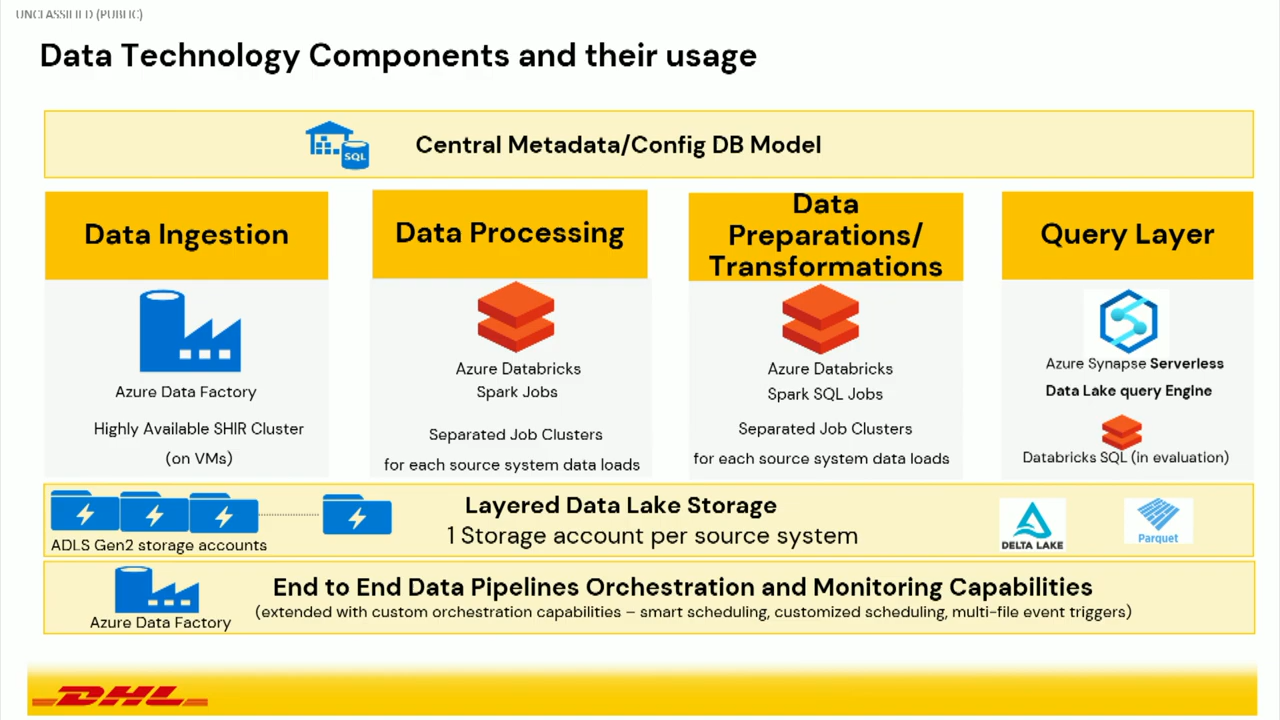 UNCLASSIFIED (PUBLIC)
Data Technology Components and their usage
SQL
Central Metadata/Config DB Model
Data Ingestion
Azure Data Factory
Highly Available SHIR Cluster
(on VMs)
Data Processing
Azure Databricks
Spark Jobs
Separated Job Clusters
for each source system data loads
Data
Preparations/
Transformations
Azure Databricks
Spark SQL Jobs
Separated Job Clusters
for each source system data loads
Query Layer
Azure Synapse Serverless
Data Lake query Engine
Databricks SQL (in evaluation)
ADLS Gen2 storage accounts
Layered Data Lake Storage
1 Storage account per source system
DELTA LAKE
Parquet
Azure Data Factory
End to End Data Pipelines Orchestration and Monitoring Capabilities
(extended with custom orchestration capabilities – smart scheduling, customized scheduling, multi-file event triggers)
DHL